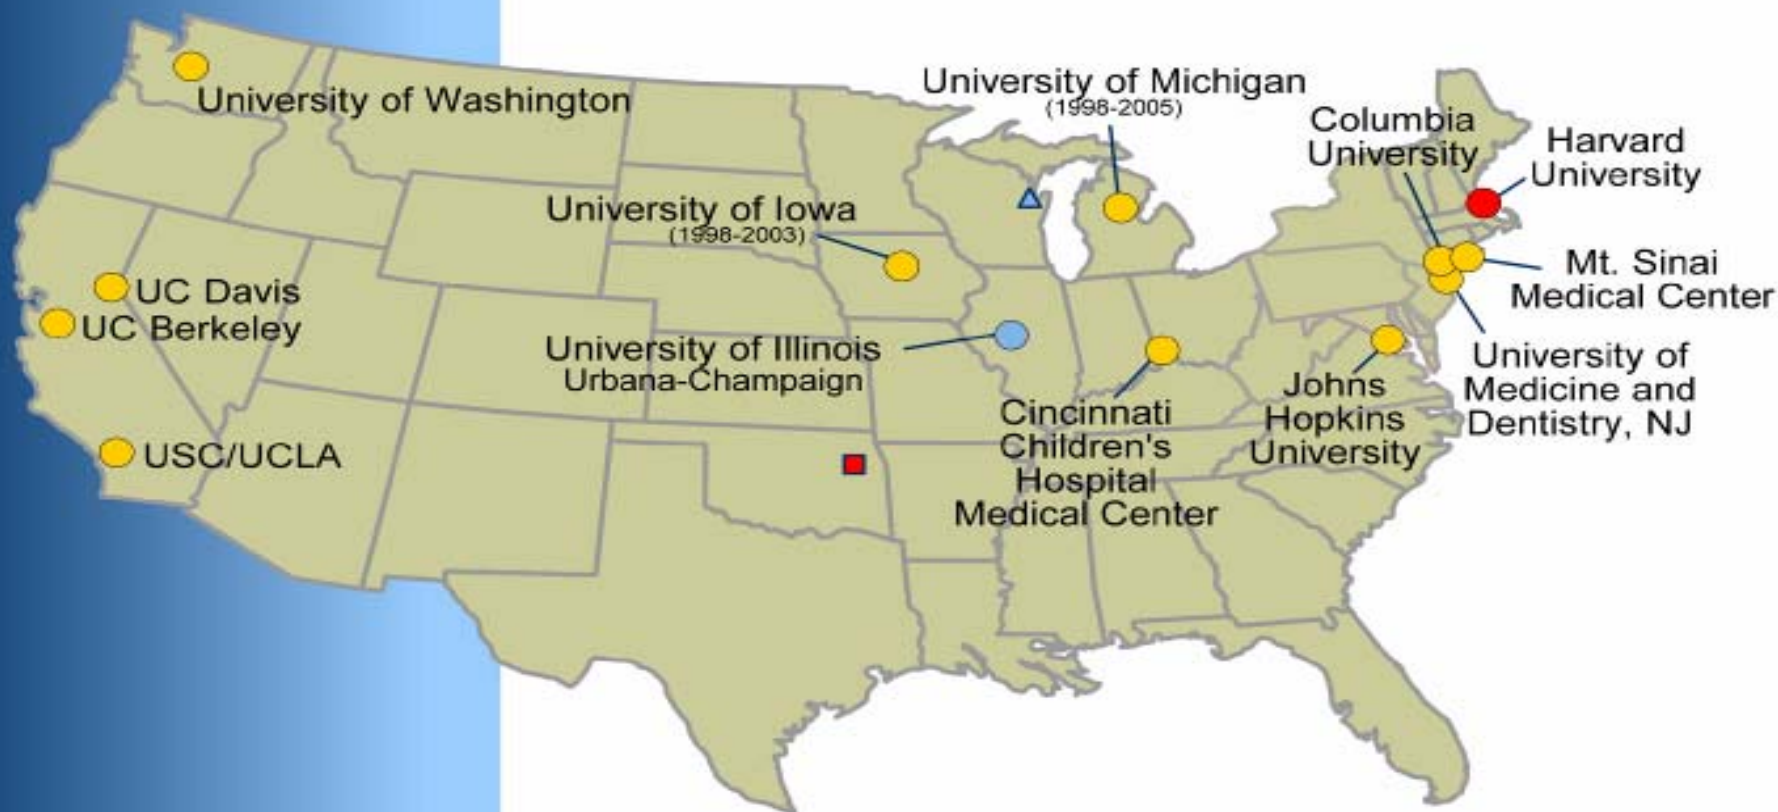 University of Washington
University of Michigan
(1998-2005)
Columbia
University
Harvard
University
University of Iowa
(1998-2003)
UC Davis
UC Berkeley
Mt. Sinai
Medical Center
University of Illinois
Urbana-Champaign
University of
Medicine and
Dentistry, NJ
Johns
Hopkins
University
Cincinnati
Children's
Hospital
Medical Center
USC/UCLA